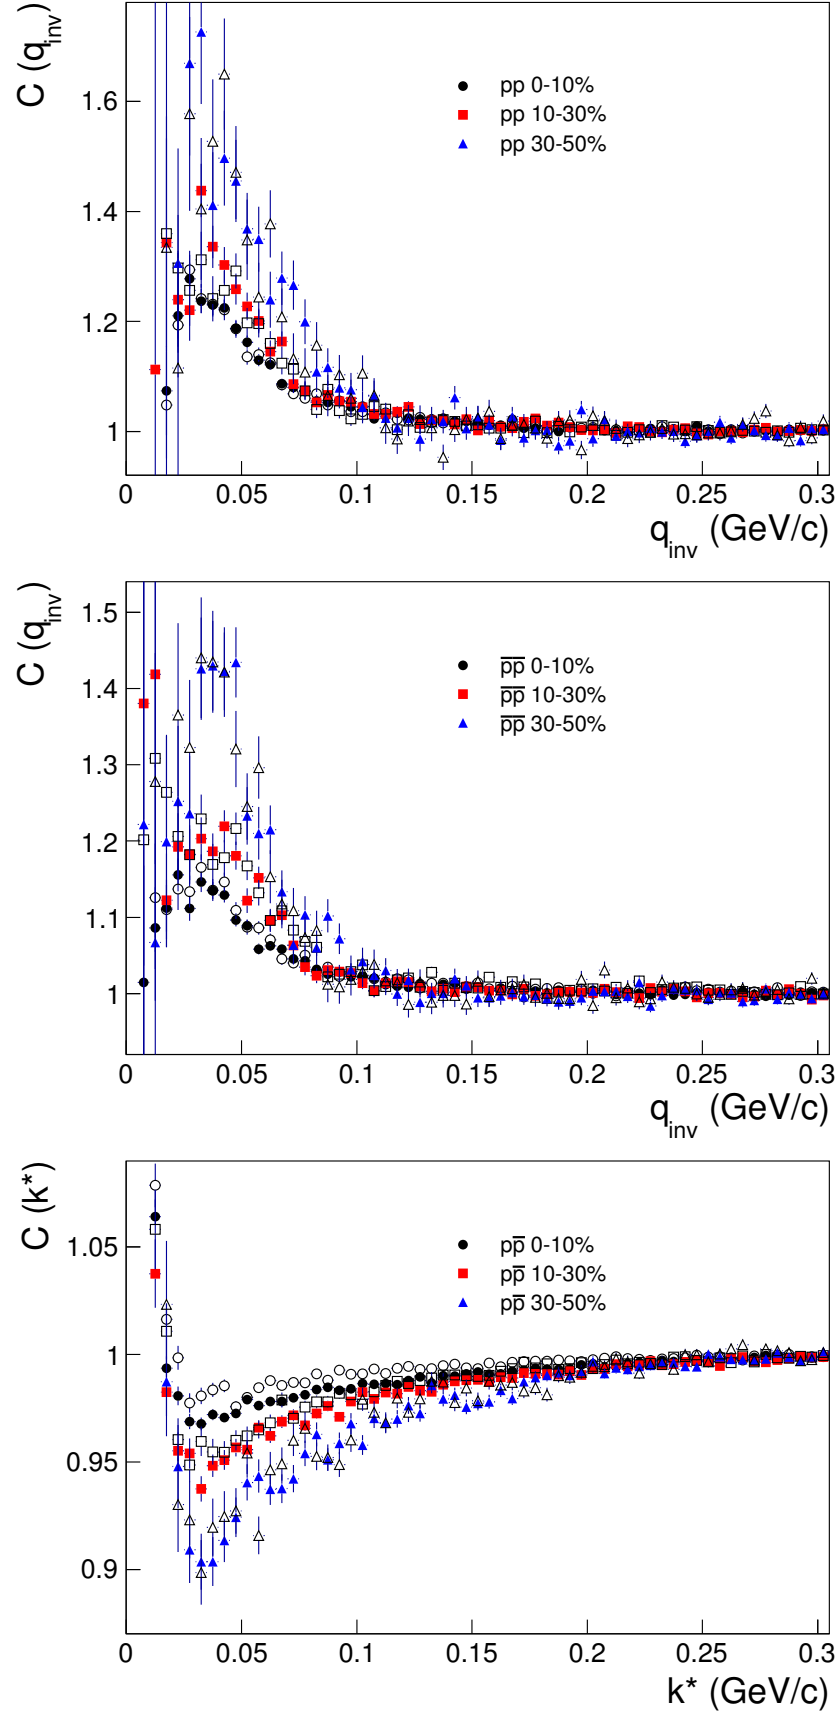 C (q_inv)
1.6
1.4
1.2
1
pp 0-10%
pp 10-30%
pp 30-50%
0 0.05 0.1 0.15 0.2 0.25 0.3
q_inv (GeV/c)
C (q_inv)
1.5
1.4
1.3
1.2
1.1
1
p̅p̅ 0-10%
p̅p̅ 10-30%
p̅p̅ 30-50%
0 0.05 0.1 0.15 0.2 0.25 0.3
q_inv (GeV/c)
C (k*)
1.05
1
0.95
0.9
pp̅ 0-10%
pp̅ 10-30%
pp̅ 30-50%
0 0.05 0.1 0.15 0.2 0.25 0.3
k* (GeV/c)